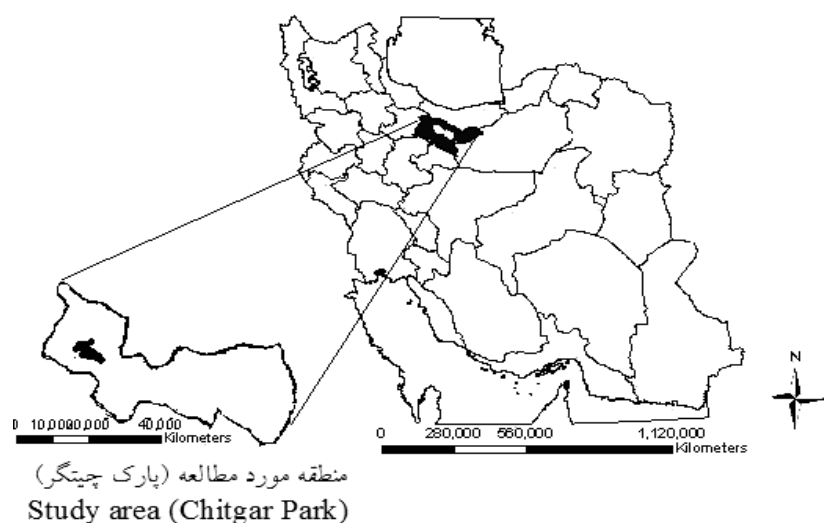 N
0 10,00020,000 40,000
Kilometers
0 280,000 560,000 1,120,000
Kilometers
منطقه مورد مطالعه (پارک چیتگر)
Study area (Chitgar Park)